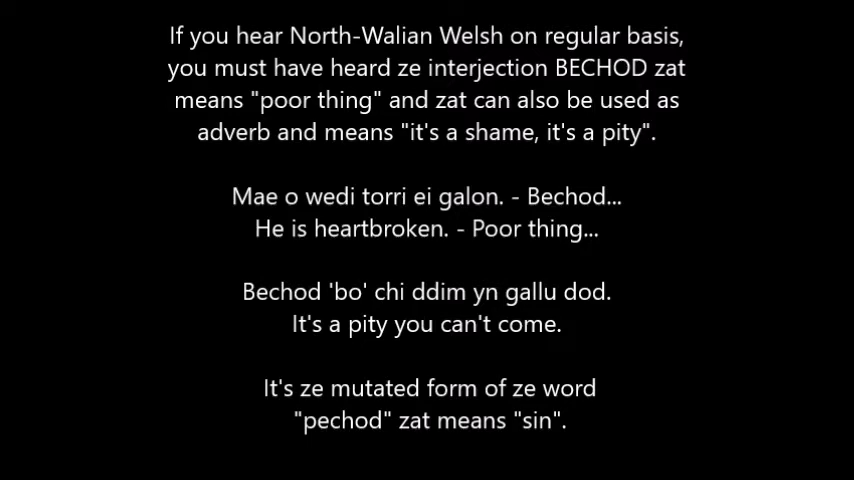 If you hear North-Walian Welsh on regular basis,
you must have heard ze interjection BECHOD zat
means "poor thing" and zat can also be used as
adverb and means "it's a shame, it's a pity".
Mae o wedi torri ei galon. - Bechod...
He is heartbroken. - Poor thing...
Bechod 'bo' chi ddim yn gallu dod.
It's a pity you can't come.
It's ze mutated form of ze word
"pechod" zat means "sin".